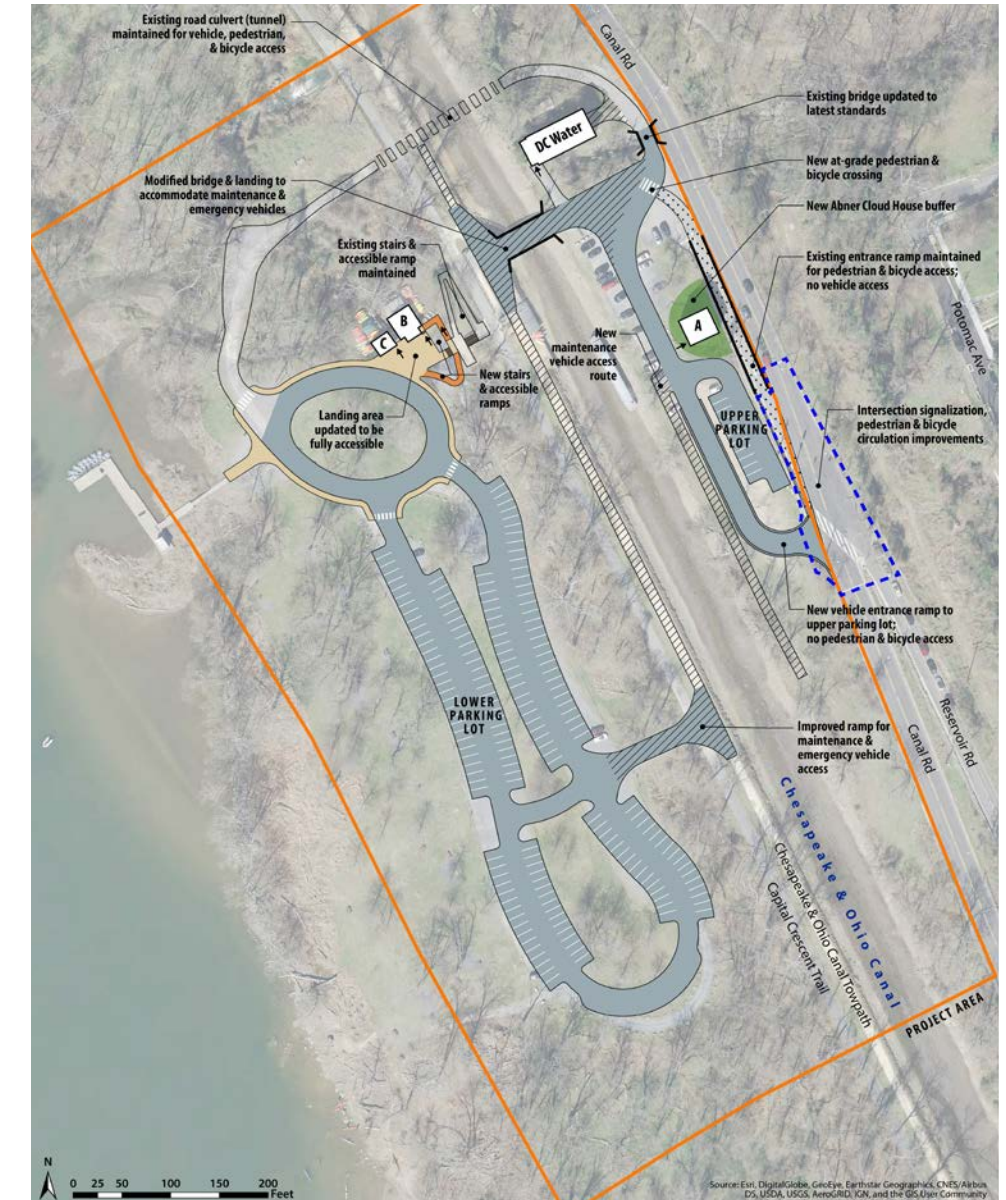 Existing road culvert (tunnel)
maintained for vehicle, pedestrian,
& bicycle access
Canal Rd
Existing bridge updated to
latest standards
DC Water
New at-grade pedestrian &
bicycle crossing
Modified bridge & landing to
accommodate maintenance &
emergency vehicles
New Abner Cloud House buffer
Existing stairs &
accessible ramp
maintained
Existing entrance ramp maintained
for pedestrian & bicycle access;
no vehicle access
Potomac Ave
B
C
A
New
maintenance
vehicle access
route
New stairs
& accessible
ramps
Landing area
updated to be
fully accessible
UPPER
PARKING
LOT
Intersection signalization,
pedestrian & bicycle
circulation improvements
New vehicle entrance ramp to
upper parking lot;
no pedestrian & bicycle access
LOWER
PARKING
LOT
Improved ramp for
maintenance &
emergency vehicle
access
Canal Rd
Reservoir Rd
Chesapeake & Ohio Canal
Chesapeake & Ohio Canal Towpath
Capital Crescent Trail
PROJECT AREA
N
0 25 50 100 150 200
Feet
Source: Esri, DigitalGlobe, GeoEye, Earthstar Geographics, CNES/Airbus
DS, USDA, USGS, AeroGRID, IGN, and the GIS User Community